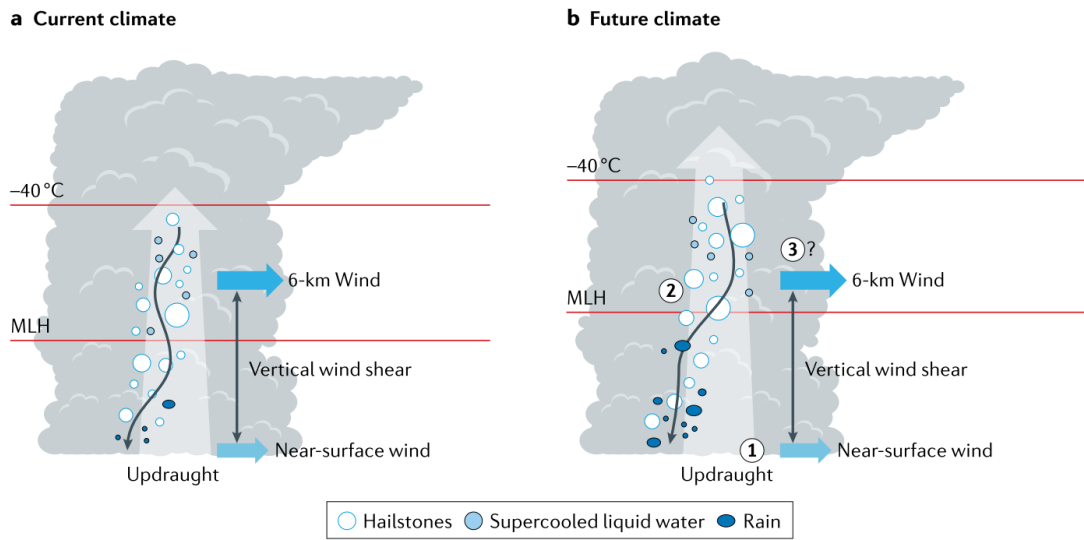 a Current climate
–40 °C
MLH
6-km Wind
Vertical wind shear
Near-surface wind
Updraught
b Future climate
–40 °C
MLH
3 ?
6-km Wind
2
Vertical wind shear
1
Near-surface wind
Updraught
Hailstones Supercooled liquid water Rain